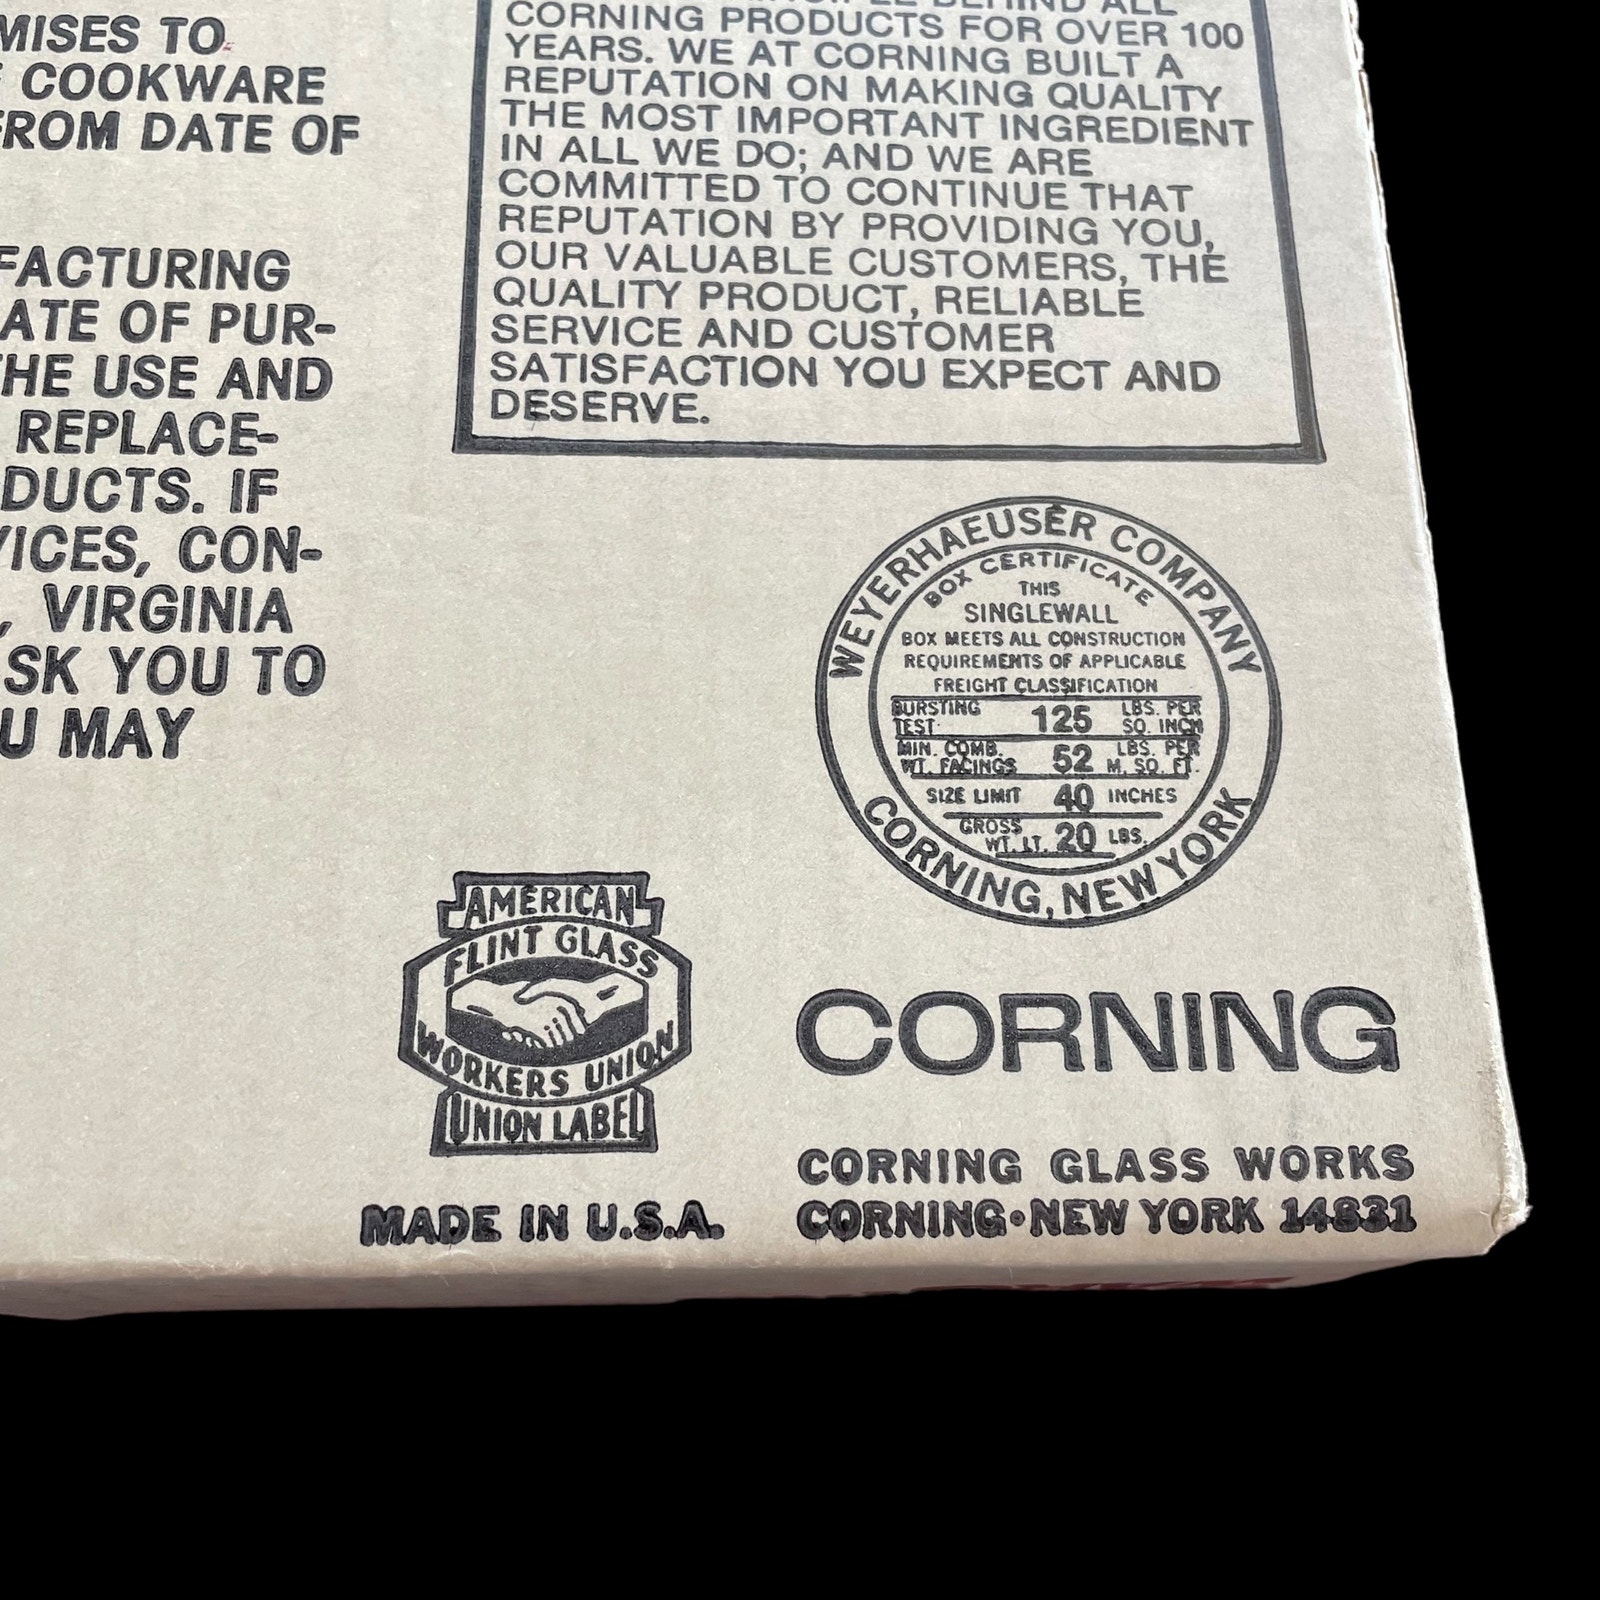 MISES TO
COOKWARE
FROM DATE OF
FACTURING
ATE OF PUR-
THE USE AND
REPLACE-
DUCTS. IF
VICES, CON-
, VIRGINIA
SK YOU TO
U MAY
BEHIND ALL
CORNING PRODUCTS FOR OVER 100
YEARS. WE AT CORNING BUILT A
REPUTATION ON MAKING QUALITY
THE MOST IMPORTANT INGREDIENT
IN ALL WE DO; AND WE ARE
COMMITTED TO CONTINUE THAT
REPUTATION BY PROVIDING YOU,
OUR VALUABLE CUSTOMERS, THE
QUALITY PRODUCT, RELIABLE
SERVICE AND CUSTOMER
SATISFACTION YOU EXPECT AND
DESERVE.
WEYERHAEUSER COMPANY
BOX CERTIFICATE
THIS
SINGLEWALL
BOX MEETS ALL CONSTRUCTION
REQUIREMENTS OF APPLICABLE
FREIGHT CLASSIFICATION
BURSTING TEST 125 LBS. PER SQ. INCH
MIN. COMB. WT. FACINGS 52 LBS. PER M. SQ. FT.
SIZE LIMIT 40 INCHES
GROSS WT. LT. 20 LBS.
CORNING, NEW YORK
AMERICAN
FLINT GLASS
WORKERS UNION
UNION LABEL
MADE IN U.S.A.
CORNING
CORNING GLASS WORKS
CORNING • NEW YORK 14831